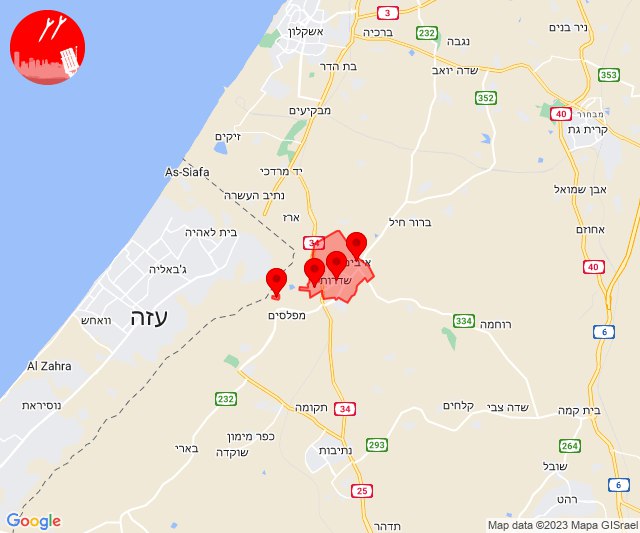 3
אשקלון
232
ברכיה
נגבה
ניר בנים
בת הדר
שדה יואב
353
352
מבקיעים
40
מבחור
קרית גת
זיקים
As-Siafa
יד מרדכי
נתיב העשרה
אבן שמואל
ארז
ברור חיל
אחוזם
בית לאהיה
34
איבים
ג'באליה
40
שדרות
עזה
וואחש
מפלסים
334
רוחמה
6
Al Zahra
נוסיראת
232
תקומה
34
קלחים
שדה צבי
בית קמה
כפר מימון
בארי
שוקדה
נתיבות
293
264
שובל
25
6
רהט
תדהר
Google
Map data ©2023 Mapa GISrael